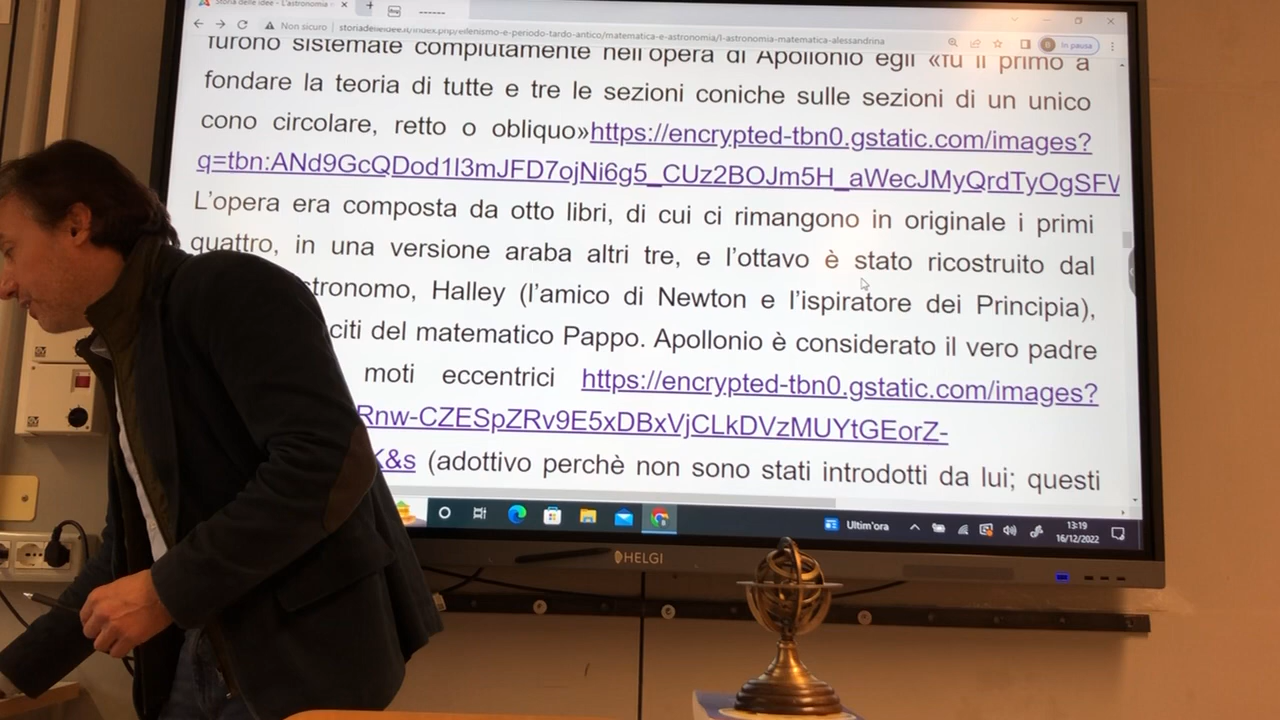 Storia delle idee - L'astronomia
Non sicuro | storiadelleidee.it/index.php/ellenismo-e-periodo-tardo-antico/matematica-e-astronomia/l-astronomia-matematica-alessandrina
In pausa
furono sistemate compiutamente nell'opera di Apollonio egli «fu il primo a
fondare la teoria di tutte e tre le sezioni coniche sulle sezioni di un unico
cono circolare, retto o obliquo»https://encrypted-tbn0.gstatic.com/images?
q=tbn:ANd9GcQDod1I3mJFD7ojNi6g5_CUz2BOJm5H_aWecJMyQrdTyOgSFV
L'opera era composta da otto libri, di cui ci rimangono in originale i primi
quattro, in una versione araba altri tre, e l'ottavo è stato ricostruito dal
stronomo, Halley (l'amico di Newton e l'ispiratore dei Principia),
citi del matematico Pappo. Apollonio è considerato il vero padre
moti eccentrici https://encrypted-tbn0.gstatic.com/images?
Rnw-CZESpZRv9E5xDBxVjCLkDVzMUYtGEorZ-
K&s (adottivo perchè non sono stati introdotti da lui; questi
Ultim'ora
13:19
16/12/2022
HELGI